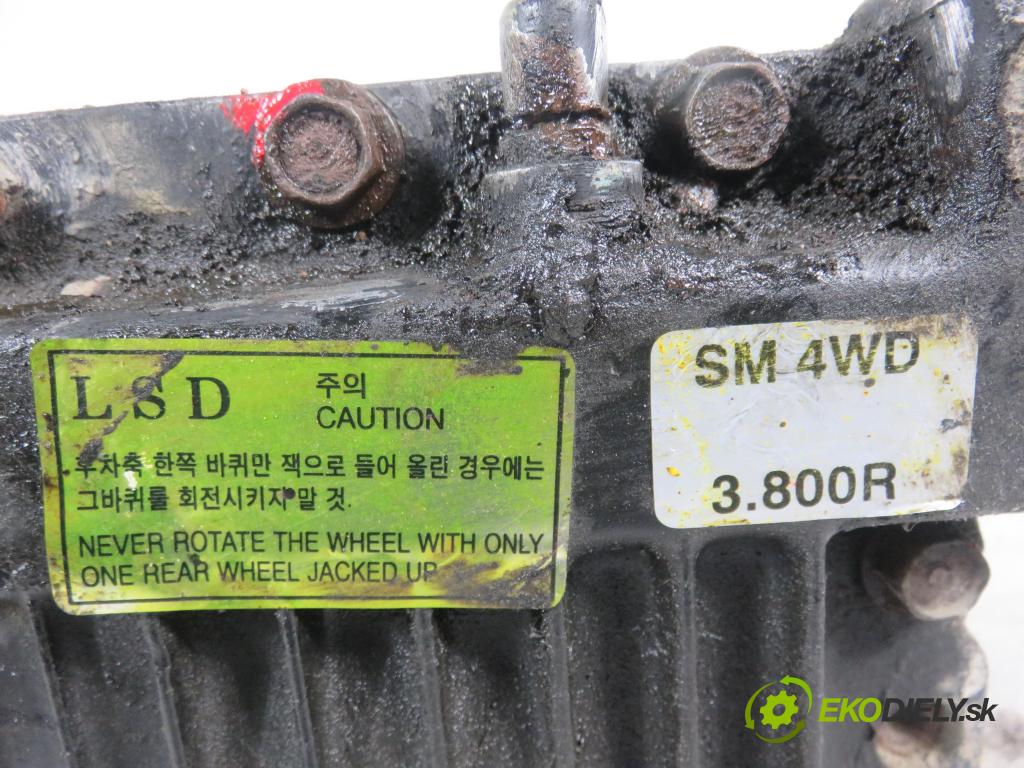 LSD
주의
CAUTION
후차축 한쪽 바퀴만 잭으로 들어 올린 경우에는
그바퀴를 회전시키지 말 것.
NEVER ROTATE THE WHEEL WITH ONLY
ONE REAR WHEEL JACKED UP
SM 4WD
3.800R
EKODIELY.sk